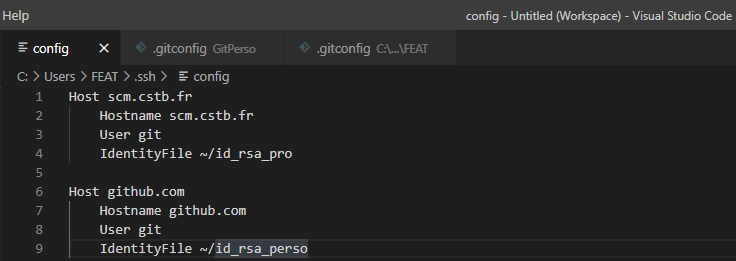 Help
config - Untitled (Workspace) - Visual Studio Code
config × .gitconfig GitPerso .gitconfig C:\...\FEAT
C: > Users > FEAT > .ssh > config
1 Host scm.cstb.fr
2 Hostname scm.cstb.fr
3 User git
4 IdentityFile ~/id_rsa_pro
5
6 Host github.com
7 Hostname github.com
8 User git
9 IdentityFile ~/id_rsa_perso